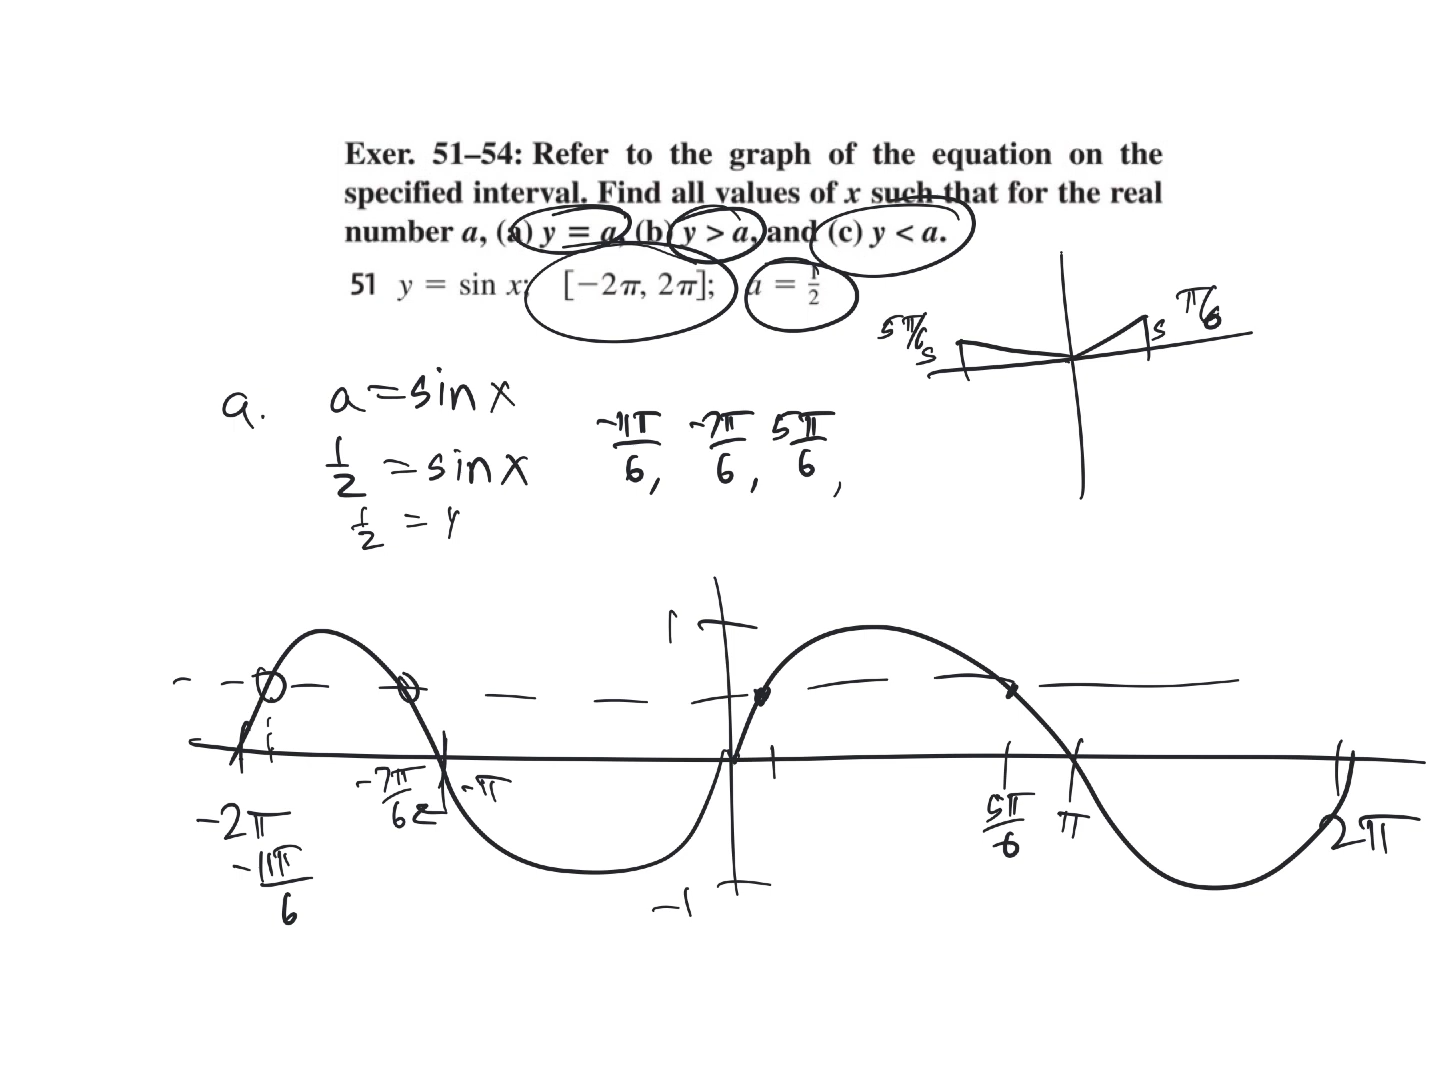 Exer. 51–54: Refer to the graph of the equation on the
specified interval. Find all values of x such that for the real
number a, (a) y = a, (b) y > a, and (c) y < a.
51 y = sin x; [−2π, 2π]; a = 1/2
5π/6 S
S π/6
a. a = sin x
1/2 = sin x
-11π/6, -7π/6, 5π/6,
1/2 = y
1
-7π/6
-π
-2π
5π/6
π
2π
-11π/6
-1